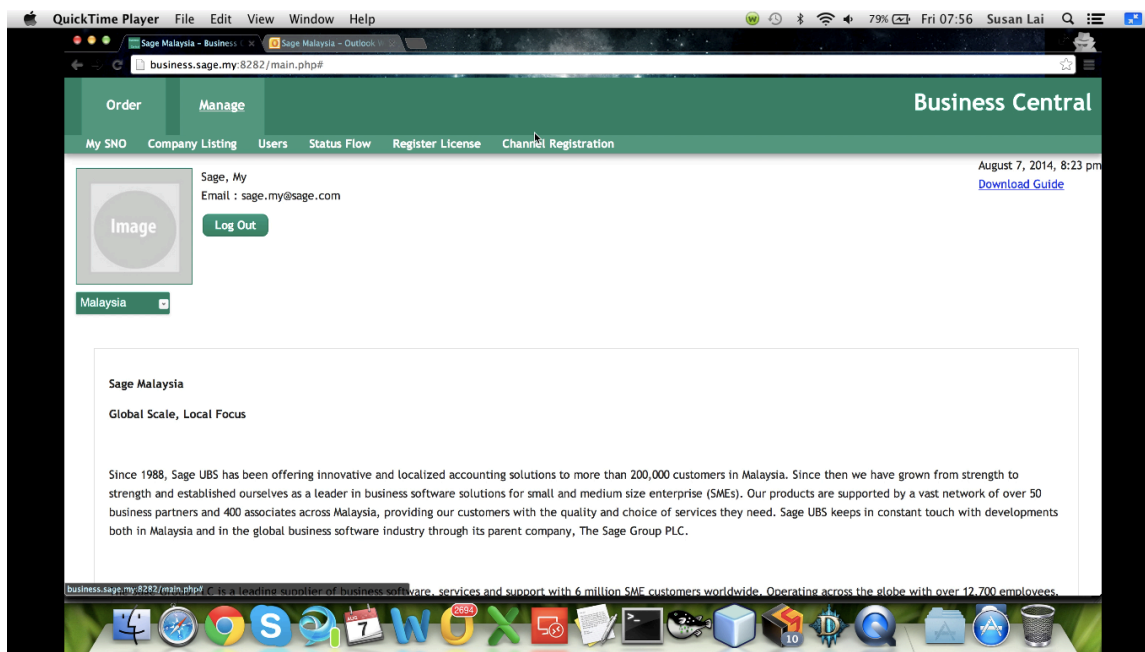 QuickTime Player File Edit View Window Help 79% Fri 07:56 Susan Lai
Sage Malaysia – Business Sage Malaysia – Outlook
business.sage.my:8282/main.php#
Order Manage Business Central
My SNO Company Listing Users Status Flow Register License Channel Registration
August 7, 2014, 8:23 pm
Download Guide
Sage, My
Email : sage.my@sage.com
Image
Log Out
Malaysia
Sage Malaysia
Global Scale, Local Focus
Since 1988, Sage UBS has been offering innovative and localized accounting solutions to more than 200,000 customers in Malaysia. Since then we have grown from strength to
strength and established ourselves as a leader in business software solutions for small and medium size enterprise (SMEs). Our products are supported by a vast network of over 50
business partners and 400 associates across Malaysia, providing our customers with the quality and choice of services they need. Sage UBS keeps in constant touch with developments
both in Malaysia and in the global business software industry through its parent company, The Sage Group PLC.
business.sage.my:8282/main.php#
is a leading supplier of business software, services and support with 6 million SME customers worldwide. Operating across the globe with over 12,700 employees,
AUG 7
2694
10